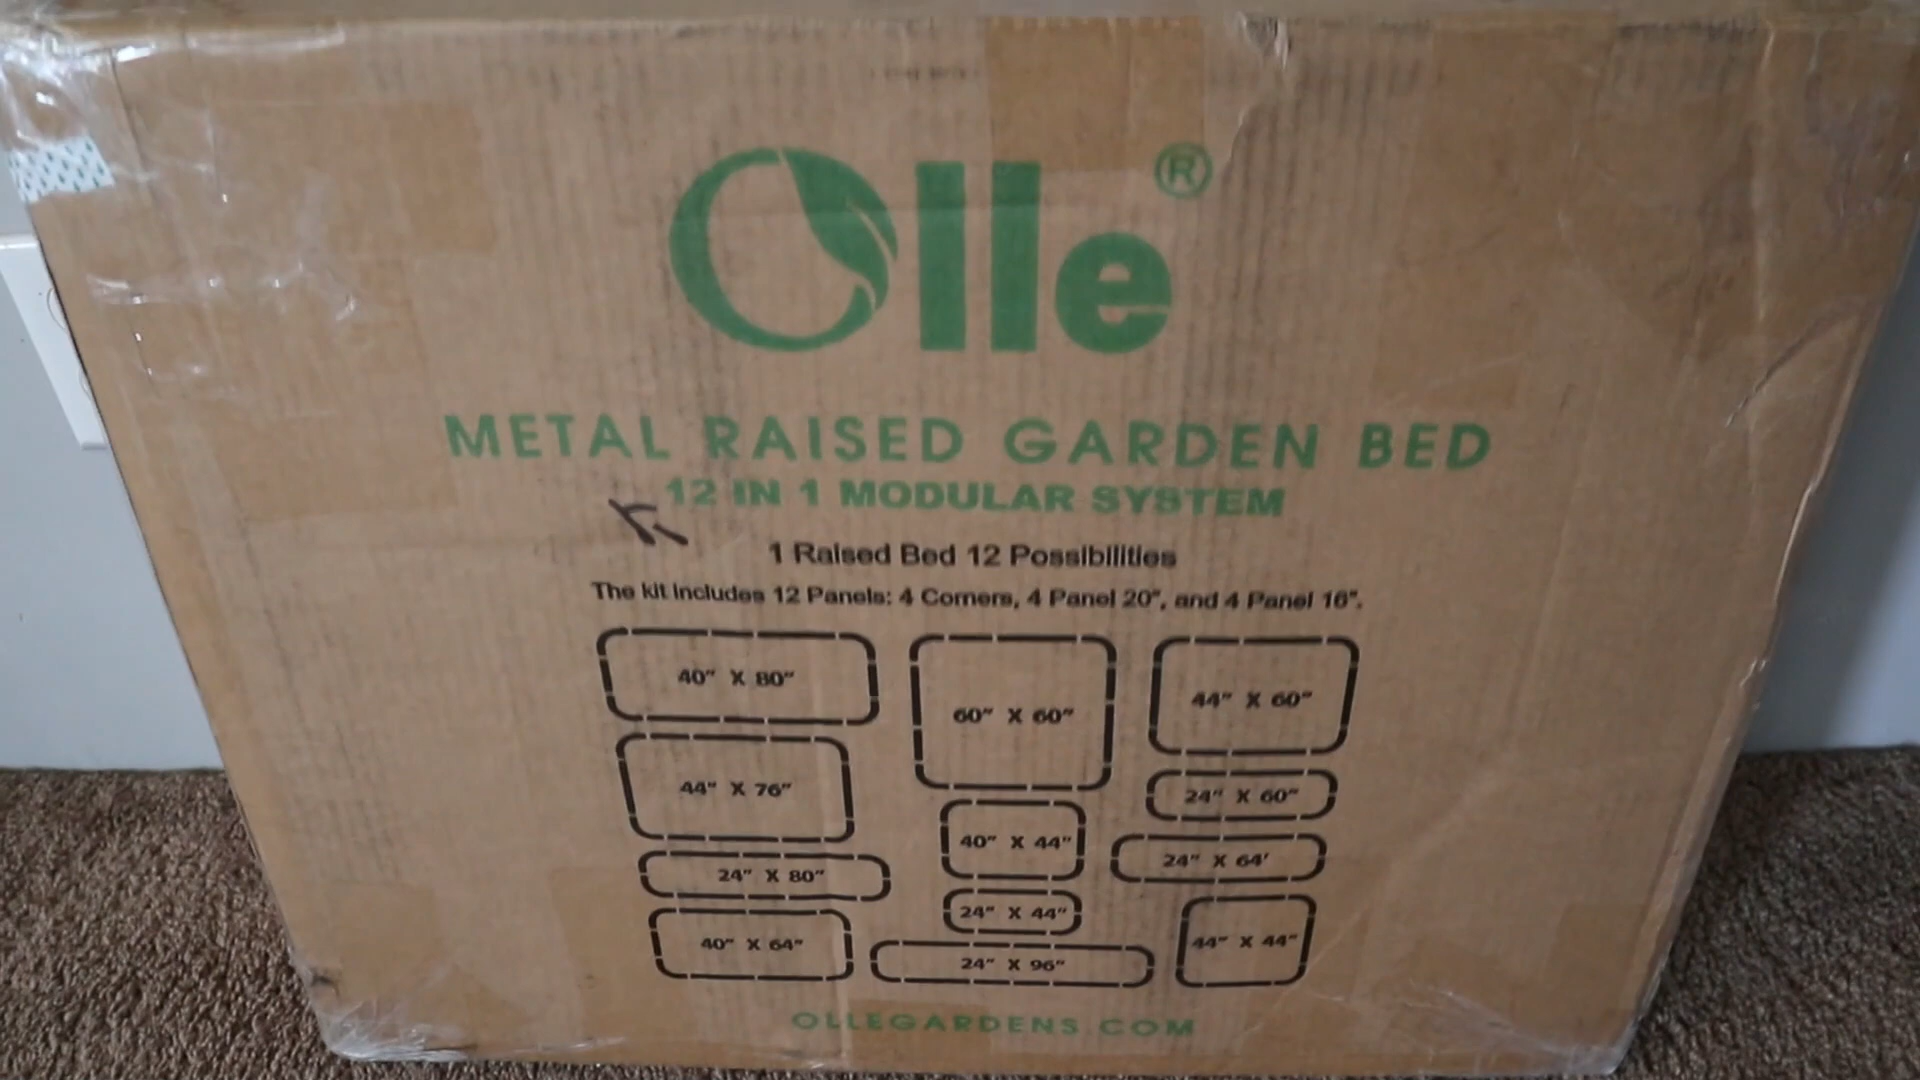 Olle®
METAL RAISED GARDEN BED
12 IN 1 MODULAR SYSTEM
1 Raised Bed 12 Possibilities
The kit includes 12 Panels: 4 Corners, 4 Panel 20", and 4 Panel 16".
40" X 80"
60" X 60"
44" X 60"
44" X 76"
24" X 60"
40" X 44"
24" X 64'
24" X 80"
24" X 44"
40" X 64"
24" X 96"
44" X 44"
OLLEGARDENS.COM